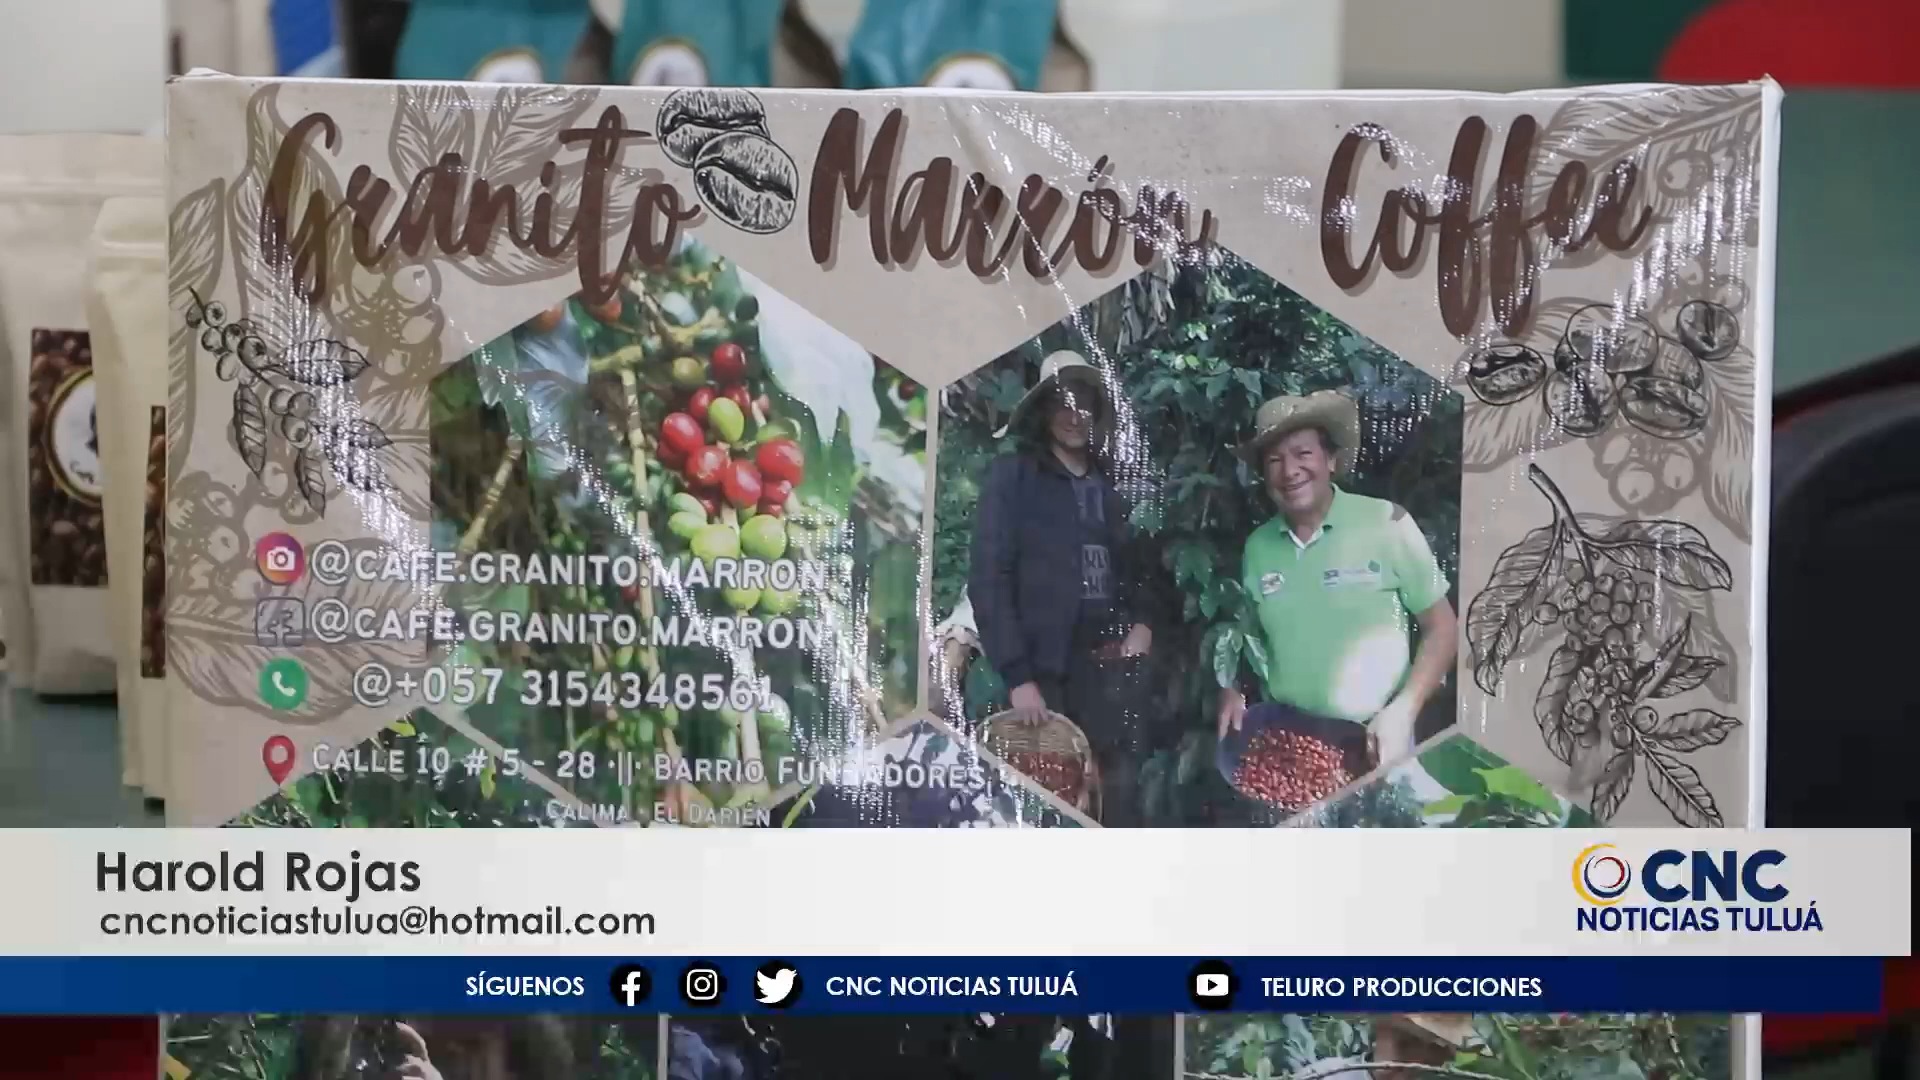 Granito Marrón Coffee
@CAFE.GRANITO.MARRON
@CAFE.GRANITO.MARRON
@+057 3154348561
CALLE 10 # 5 - 28 || BARRIO FUNDADORES
CALIMA - EL DARIÉN
Harold Rojas
cncnoticiastulua@hotmail.com
CNC
NOTICIAS TULUÁ
SÍGUENOS CNC NOTICIAS TULUÁ TELURO PRODUCCIONES